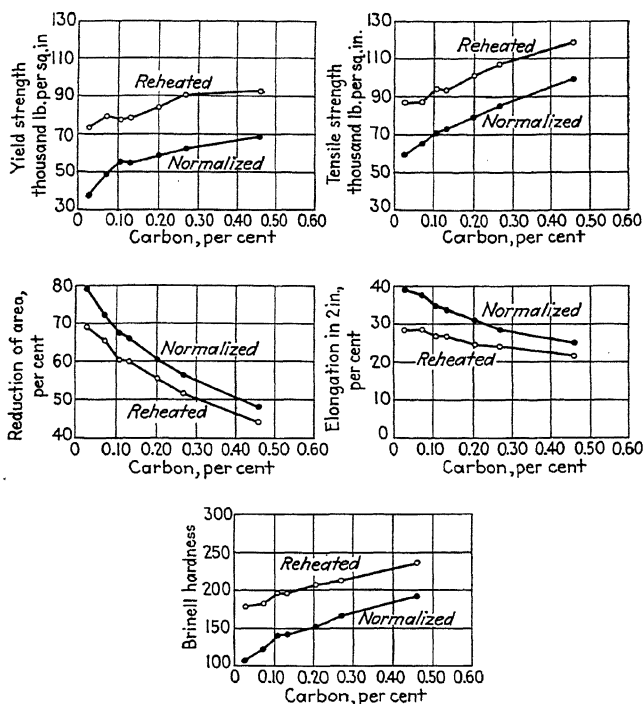 Yield strength
thousand lb. per sq. in
130
110
90
70
50
30
Reheated
Normalized
0 0.10 0.20 0.30 0.40 0.50 0.60
Carbon, per cent
Tensile strength
thousand lb. per sq. in.
130
110
90
70
50
30
Reheated
Normalized
0 0.10 0.20 0.30 0.40 0.50 0.60
Carbon, per cent
Reduction of area,
per cent
80
70
60
50
40
Normalized
Reheated
0 0.10 0.20 0.30 0.40 0.50 0.60
Carbon, per cent
Elongation in 2 in.,
per cent
40
30
20
10
0
Normalized
Reheated
0 0.10 0.20 0.30 0.40 0.50 0.60
Carbon, per cent
Brinell hardness
300
250
200
150
100
Reheated
Normalized
0 0.10 0.20 0.30 0.40 0.50 0.60
Carbon, per cent